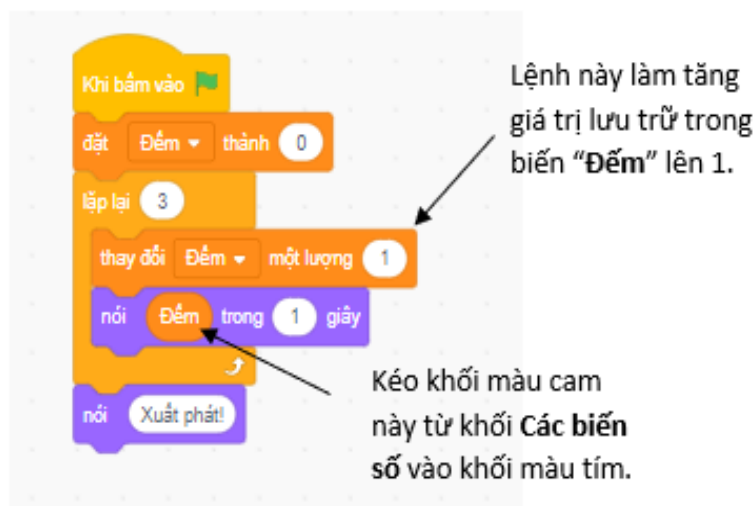 Khi bấm vào
đặt Đếm thành 0
lặp lại 3
thay đổi Đếm một lượng 1
nói Đếm trong 1 giây
nói Xuất phát!
Lệnh này làm tăng
giá trị lưu trữ trong
biến “Đếm” lên 1.
Kéo khối màu cam
này từ khối Các biến
số vào khối màu tím.